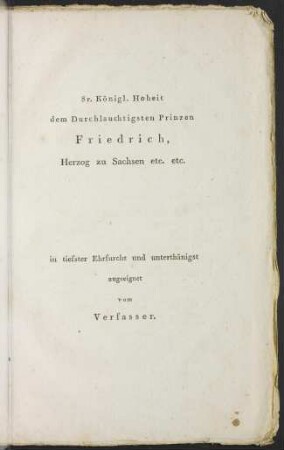 Sr. Königl. Hoheit
dem Durchlauchtigsten Prinzen
Friedrich,
Herzog zu Sachsen etc. etc.
in tiefster Ehrfurcht und unterthänigst
zugeeignet
vom
Verfasser.